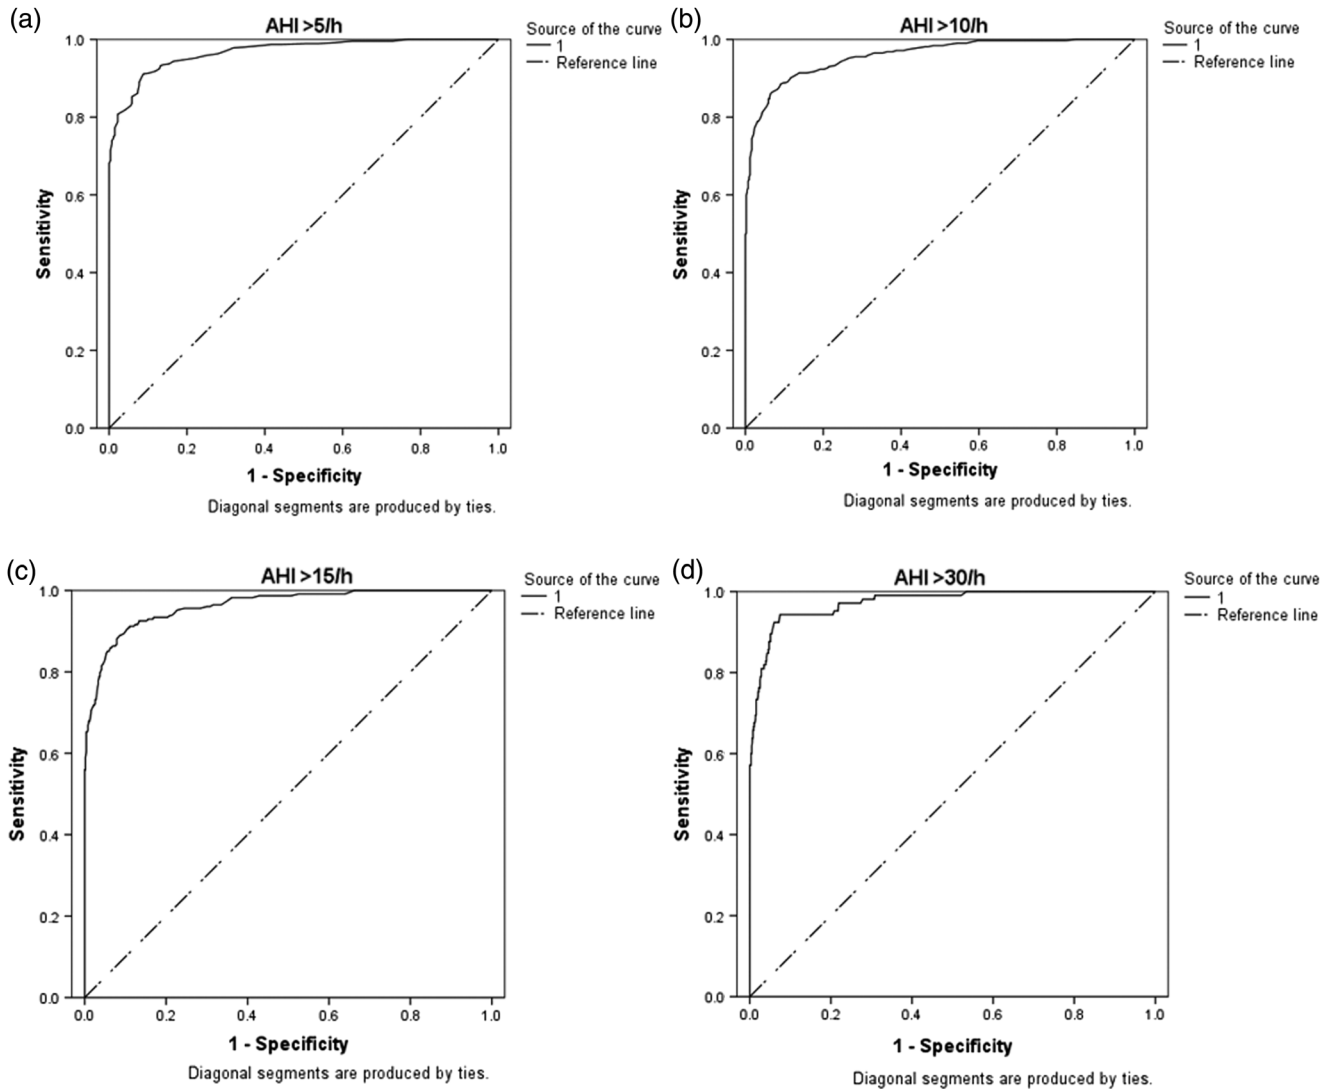 (a)
AHI >5/h
Source of the curve
1
Reference line
1.0
0.8
0.6
0.4
0.2
0.0
Sensitivity
0.0 0.2 0.4 0.6 0.8 1.0
1 - Specificity
Diagonal segments are produced by ties.
(b)
AHI >10/h
Source of the curve
1
Reference line
1.0
0.8
0.6
0.4
0.2
0.0
Sensitivity
0.0 0.2 0.4 0.6 0.8 1.0
1 - Specificity
Diagonal segments are produced by ties.
(c)
AHI >15/h
Source of the curve
1
Reference line
1.0
0.8
0.6
0.4
0.2
0.0
Sensitivity
0.0 0.2 0.4 0.6 0.8 1.0
1 - Specificity
Diagonal segments are produced by ties.
(d)
AHI >30/h
Source of the curve
1
Reference line
1.0
0.8
0.6
0.4
0.2
0.0
Sensitivity
0.0 0.2 0.4 0.6 0.8 1.0
1 - Specificity
Diagonal segments are produced by ties.